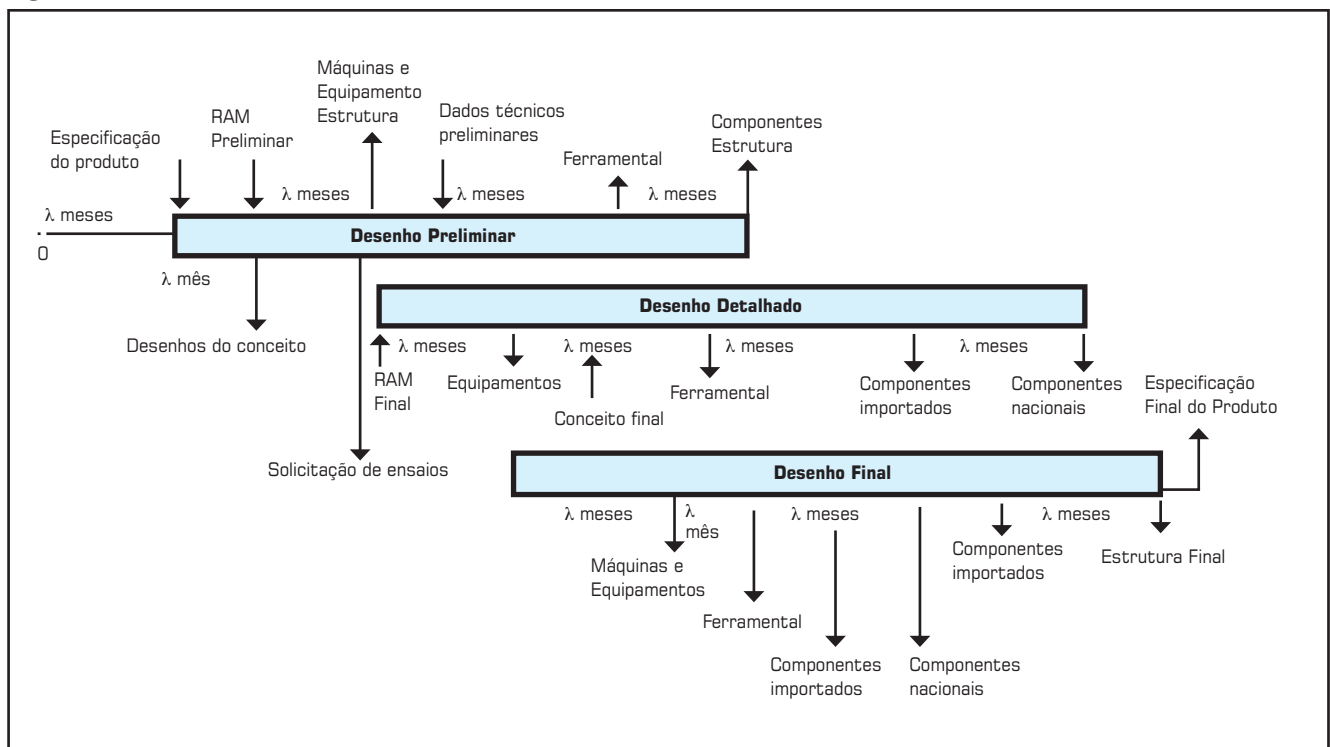 Máquinas e
Equipamento
Estrutura
RAM
Preliminar
Dados técnicos
preliminares
Componentes
Estrutura
Especificação
do produto
Ferramental
λ meses
λ meses
λ meses
λ meses
Desenho Preliminar
0
λ mês
Desenhos do conceito
Desenho Detalhado
λ meses
λ meses
λ meses
λ meses
RAM
Final
Equipamentos
Conceito final
Ferramental
Componentes
importados
Componentes
nacionais
Especificação
Final do Produto
Solicitação de ensaios
Desenho Final
λ meses
λ
mês
λ meses
λ meses
Máquinas e
Equipamentos
Ferramental
Componentes
importados
Componentes
nacionais
Componentes
importados
Estrutura Final